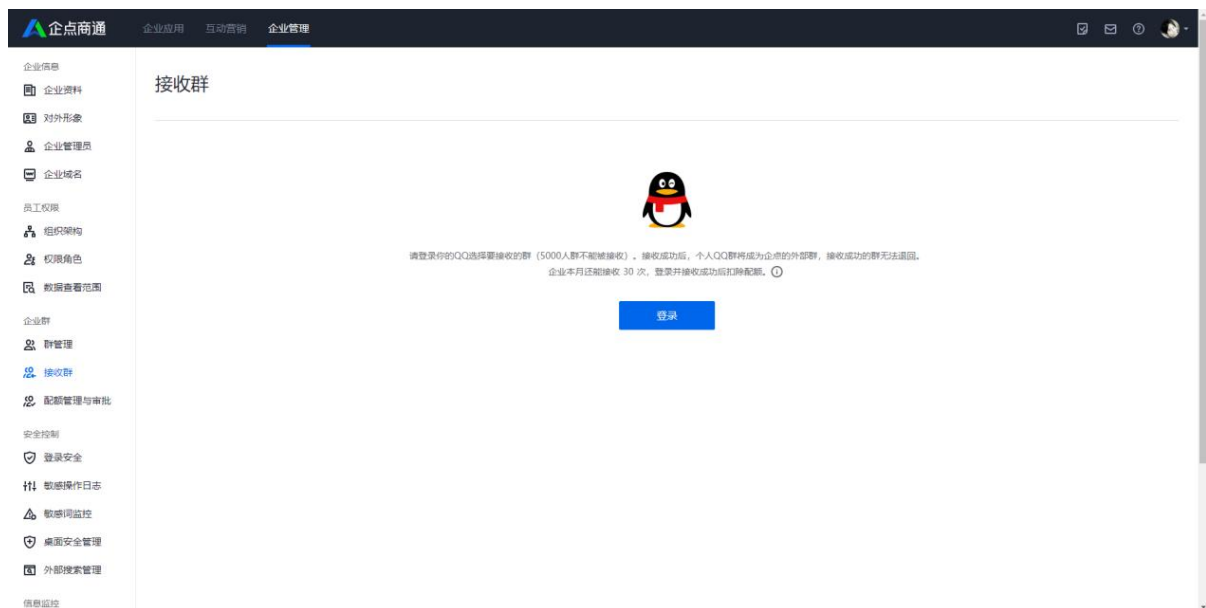 企点商通
企业应用 互动营销 企业管理
企业信息
企业资料
对外形象
企业管理员
企业域名
员工权限
组织架构
权限角色
数据查看范围
企业群
群管理
接收群
配额管理与审批
安全控制
登录安全
敏感操作日志
敏感词监控
桌面安全管理
外部搜索管理
信息监控
接收群
请登录你的QQ选择要接收的群（5000人群不能被接收）。接收成功后，个人QQ群将成为企点的外部群，接收成功的群无法退回。
企业本月还能接收 30 次，登录并接收成功后扣除配额。
登录